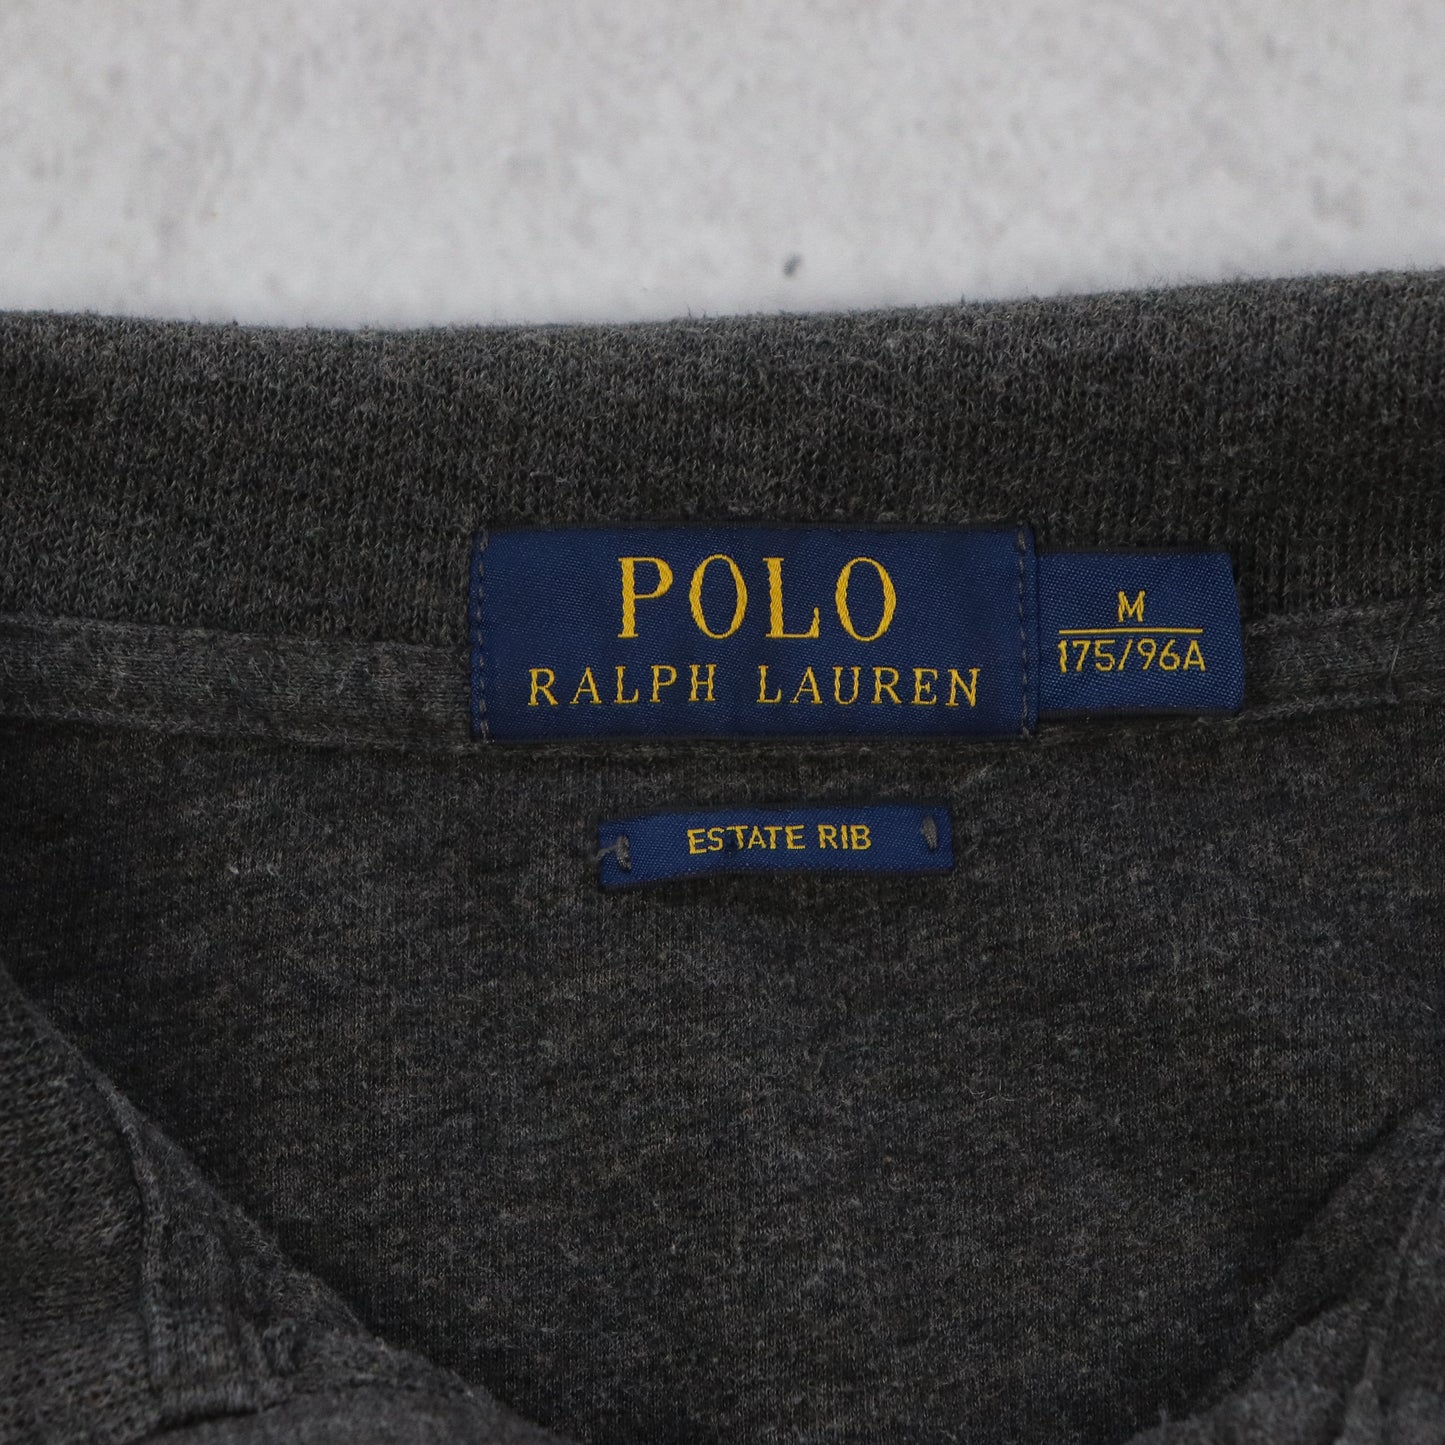 POLO
RALPH LAUREN
M
175/96A
ESTATE RIB